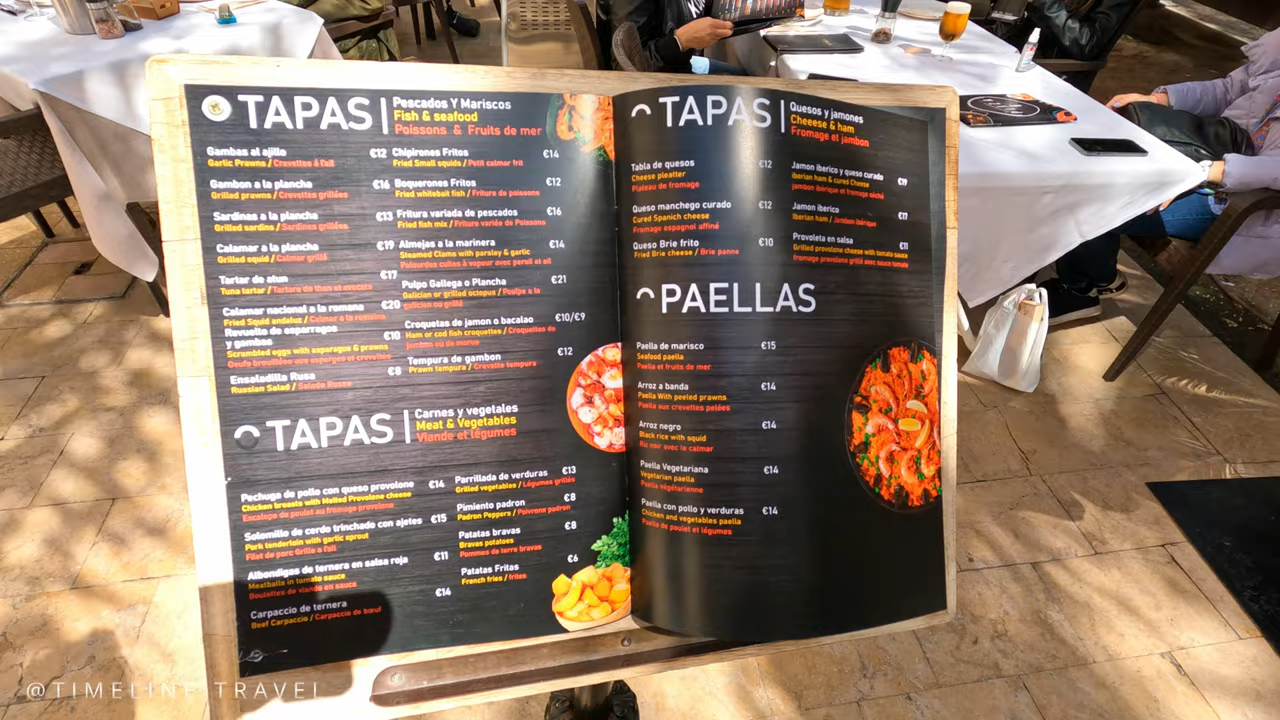 TAPAS
Pescados Y Mariscos
Fish & seafood
Poissons & Fruits de mer
Gambas al ajillo €12
Garlic Prawns / Crevettes á l'ail
Gambon a la plancha €16
Grilled prawns / Crevettes grillées
Sardinas a la plancha €13
Grilled sardins / Sardines grillées
Calamar a la plancha €19
Grilled squid / Calmar grillé
Tartar de atun €17
Tuna tartar / Tartare de thon et avocats
Calamar nacional a la romana €20
Fried Squid andaluz / Calmar a la romaine
Revuelto de esparragos
y gambas €10
Scrambled eggs with asparagus & prawns
Oeufs brouillées aux asperges et crevettes
Ensaladilla Rusa €8
Russian Salad / Salade Russe
Chipirones Fritos €14
Fried Small squids / Petit calmar frit
Boquerones Fritos €12
Fried whitebait fish / Friture de poissons
Fritura variada de pescados €16
Fried fish mix / Friture variée de Poissons
Almejas a la marinera €14
Steamed Clams with parsley & garlic
Palourdes cuites à vapeur avec persil et ail
Pulpo Gallega o Plancha €21
Galician or grilled octopus / Poulpe a la
galicien ou grillé
Croquetas de jamon o bacalao €10/€9
Ham or cod fish croquettes / Croquettes de
jambon où de morue
Tempura de gambon €12
Prawn tempura / Crevette tempura
TAPAS
Carnes y vegetales
Meat & Vegetables
Viande et légumes
Pechuga de pollo con queso provolone €14
Chicken breasts with Melted Provolone cheese
Escalope de poulet au fromage provolone
Solomillo de cerdo trinchado con ajetes €15
Pork tenderloin with garlic sprout
Filet de porc Grille a l'ail
Albondigas de ternera en salsa roja €11
Meatballs in tomato sauce
Boulettes de viande en sauce
€14
Carpaccio de ternera
Beef Carpaccio / Carpaccio de bœuf
Parrillada de verduras €13
Grilled vegetables / Légumes grillés
Pimiento padron €8
Padron Peppers / Poivrons padron
Patatas bravas €8
Bravas potatoes
Pommes de terre bravas
Patatas Fritas €6
French fries / frites
TAPAS
Quesos y jamones
Cheeese & ham
Fromage et jambon
Tabla de quesos €12
Cheese pleatter
Plateau de fromage
Queso manchego curado €12
Cured Spanich cheese
Fromage espagnol affiné
Queso Brie frito €10
Fried Brie cheese / Brie panne
Jamon iberico y queso curado €19
iberian ham & cured Cheese
jambon ibérique et fromage séché
Jamon iberico €17
Iberian ham / Jambon ibérique
Provoleta en salsa €11
Grilled provolone cheese with tomato sauce
fromage provolone grillé avec sauce tomate
PAELLAS
Paella de marisco €15
Seafood paella
Paella et fruits de mer
Arroz a banda €14
Paella With peeled prawns
Paella aux crevettes pelées
Arroz negro €14
Black rice with squid
Riz noir avec le calmar
Paella Vegetariana €14
Vegetarian paella
Paella végétarienne
Paella con pollo y verduras €14
Chicken and vegetables paella
Paella de poulet et légumes
@TIMELINE TRAVEL